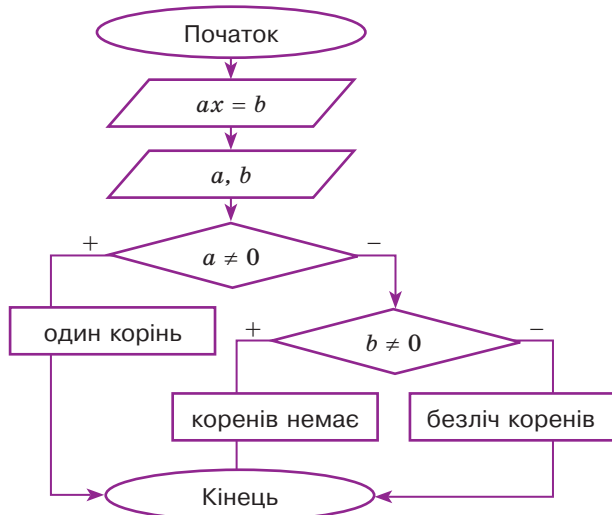 Початок
ax = b
a, b
+
a ≠ 0
–
один корінь
+
b ≠ 0
–
коренів немає
безліч коренів
Кінець